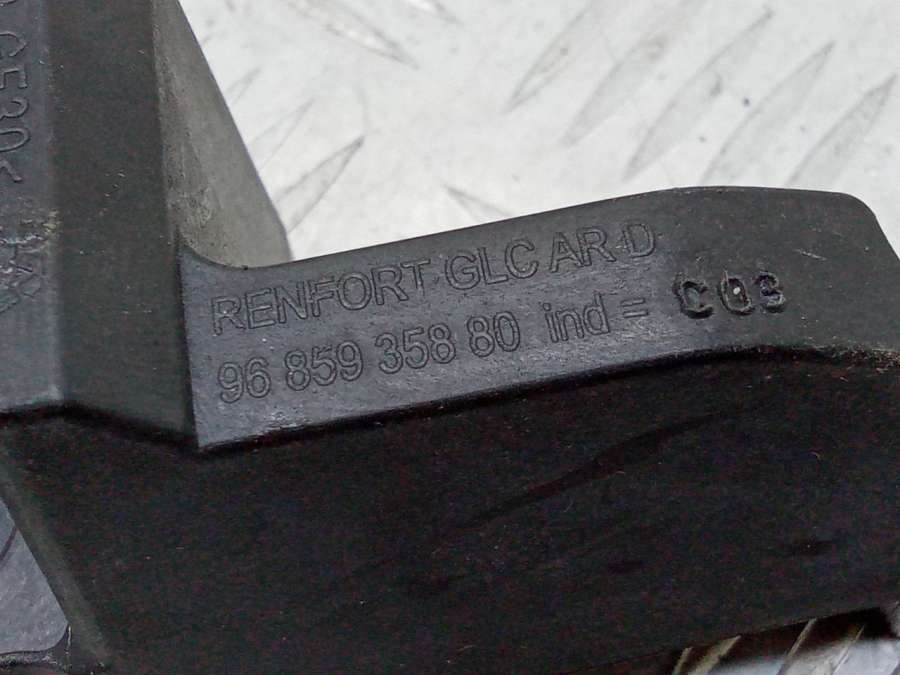 RENFORT GLC AR D
96 859 358 80 ind = C03